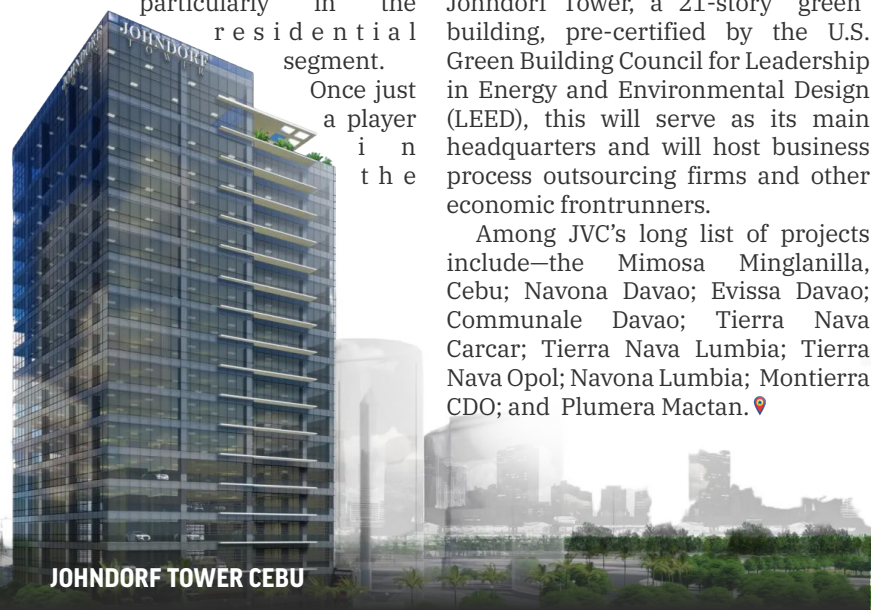 particularly in the
residential
segment.
Once just
a player
in
the
Johndorf Tower, a 21-story "green"
building, pre-certified by the U.S.
Green Building Council for Leadership
in Energy and Environmental Design
(LEED), this will serve as its main
headquarters and will host business
process outsourcing firms and other
economic frontrunners.
Among JVC’s long list of projects
include—the Mimosa Minglanilla,
Cebu; Navona Davao; Evissa Davao;
Communale Davao; Tierra Nava
Carcar; Tierra Nava Lumbia; Tierra
Nava Opol; Navona Lumbia; Montierra
CDO; and Plumera Mactan.
JOHNDORF
TOWER
JOHNDORF TOWER CEBU